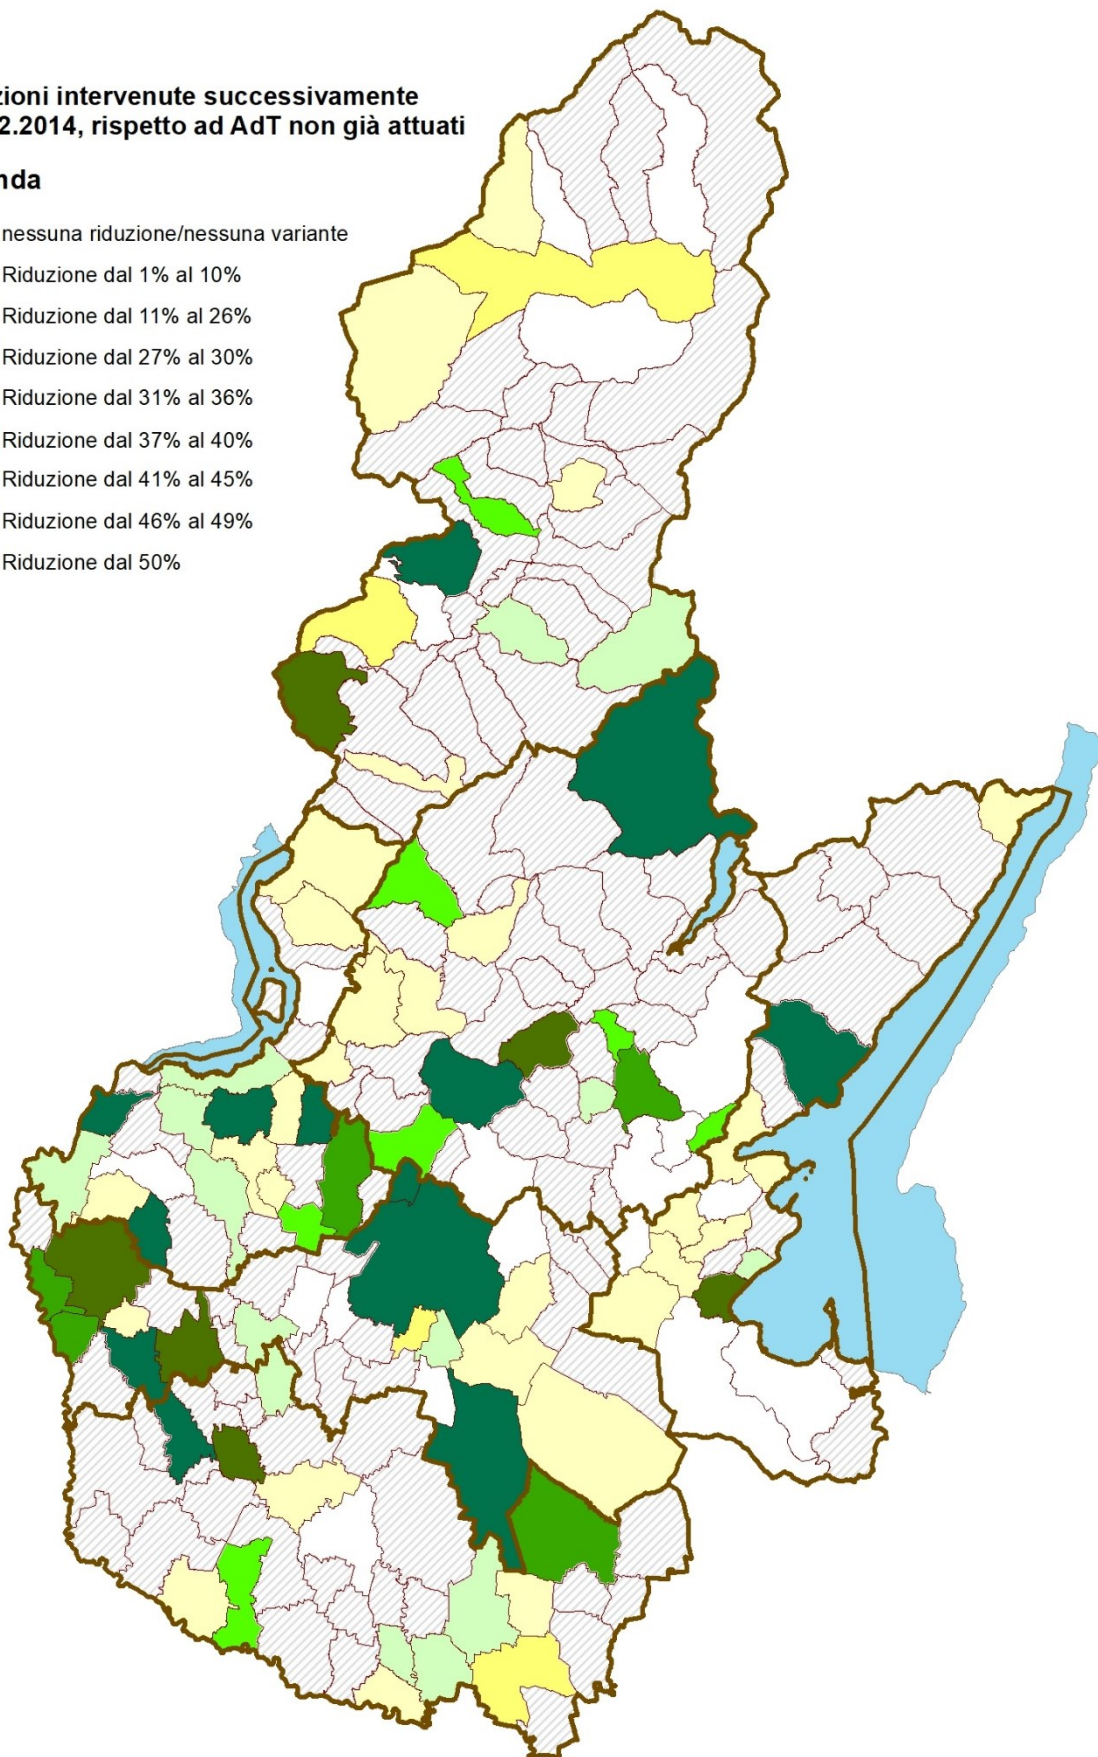 zioni intervenute successivamente
2.2014, rispetto ad AdT non già attuati
nda
nessuna riduzione/nessuna variante
Riduzione dal 1% al 10%
Riduzione dal 11% al 26%
Riduzione dal 27% al 30%
Riduzione dal 31% al 36%
Riduzione dal 37% al 40%
Riduzione dal 41% al 45%
Riduzione dal 46% al 49%
Riduzione dal 50%